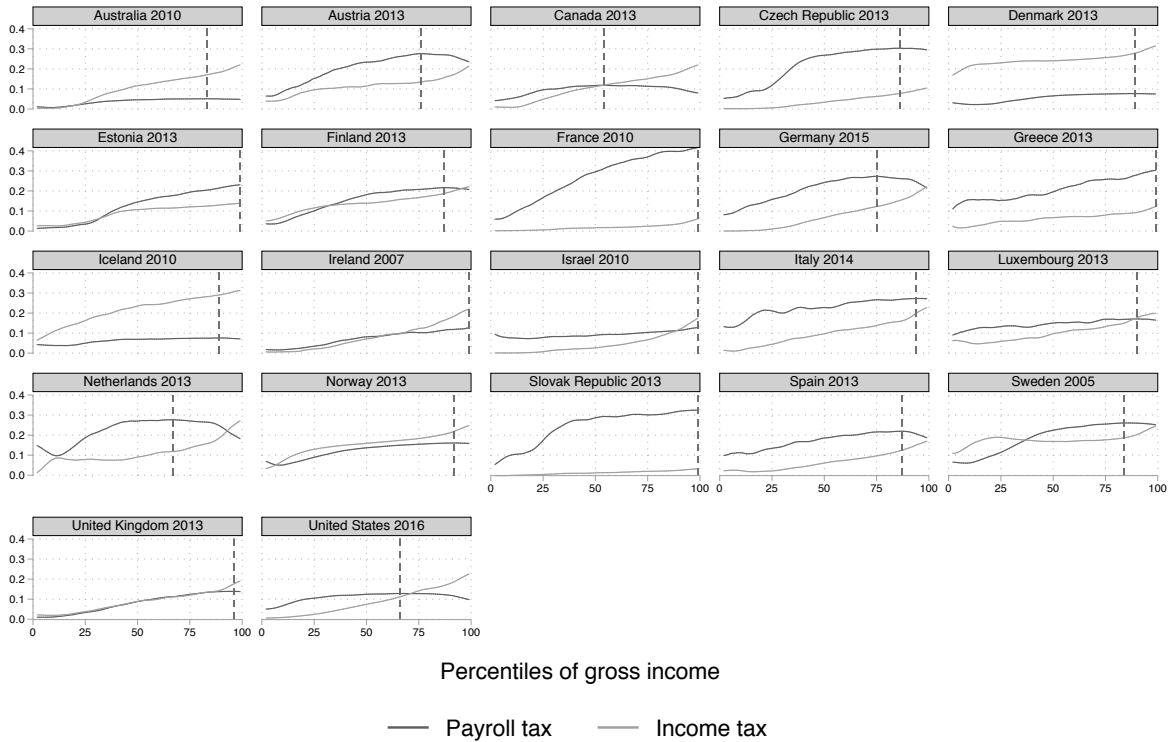 Australia 2010 Austria 2013 Canada 2013 Czech Republic 2013 Denmark 2013
0.4
0.3
0.2
0.1
0.0
Estonia 2013 Finland 2013 France 2010 Germany 2015 Greece 2013
0.4
0.3
0.2
0.1
0.0
Iceland 2010 Ireland 2007 Israel 2010 Italy 2014 Luxembourg 2013
0.4
0.3
0.2
0.1
0.0
Netherlands 2013 Norway 2013 Slovak Republic 2013 Spain 2013 Sweden 2005
0.4
0.3
0.2
0.1
0.0
0 25 50 75 100 0 25 50 75 100 0 25 50 75 100
United Kingdom 2013 United States 2016
0.4
0.3
0.2
0.1
0.0
0 25 50 75 100 0 25 50 75 100
Percentiles of gross income
Payroll tax Income tax